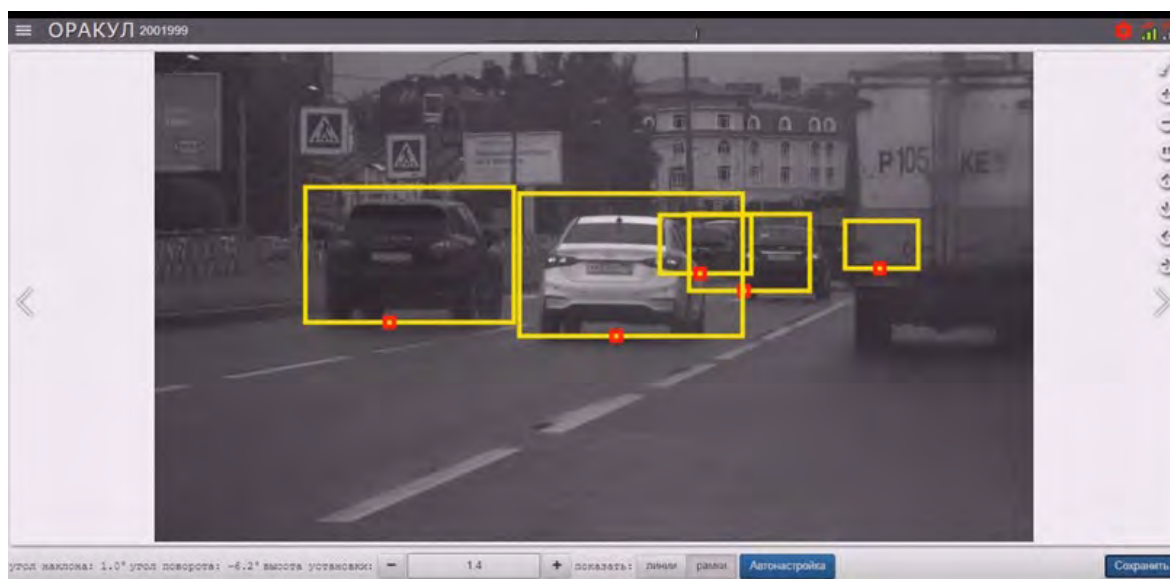 ОРАКУЛ 2001999
Р105 КЕ
угол наклона: 1.0° угол поворота: -6.2° высота установки: − 1.4 + показать: линии рамки Автонастройка Сохранить